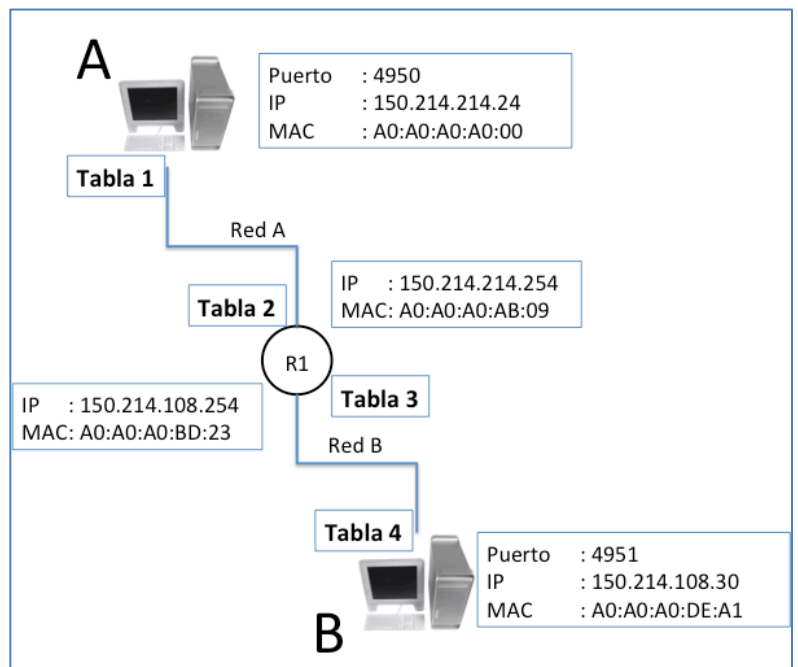 A
Puerto : 4950
IP : 150.214.214.24
MAC : A0:A0:A0:A0:00
Tabla 1
Red A
IP : 150.214.214.254
MAC: A0:A0:A0:AB:09
Tabla 2
R1
Tabla 3
IP : 150.214.108.254
MAC: A0:A0:A0:BD:23
Red B
Tabla 4
Puerto : 4951
IP : 150.214.108.30
MAC : A0:A0:A0:DE:A1
B